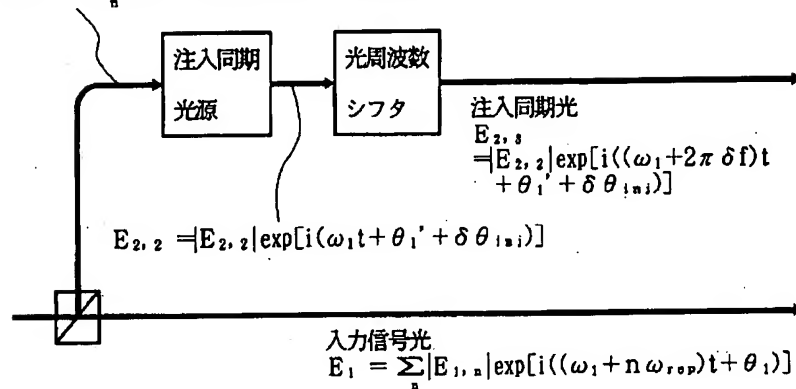 n
注入同期
光源
光周波数
シフタ
注入同期光
E₂,₃
=|E₂,₂|exp[i((ω₁+2π δf)t
+θ₁'+δθᵢₙⱼ)]
E₂,₂=|E₂,₂|exp[i(ω₁t+θ₁'+δθᵢₙⱼ)]
入力信号光
E₁ = Σ|E₁,ₙ|exp[i((ω₁+nω_rep)t+θ₁)]
n